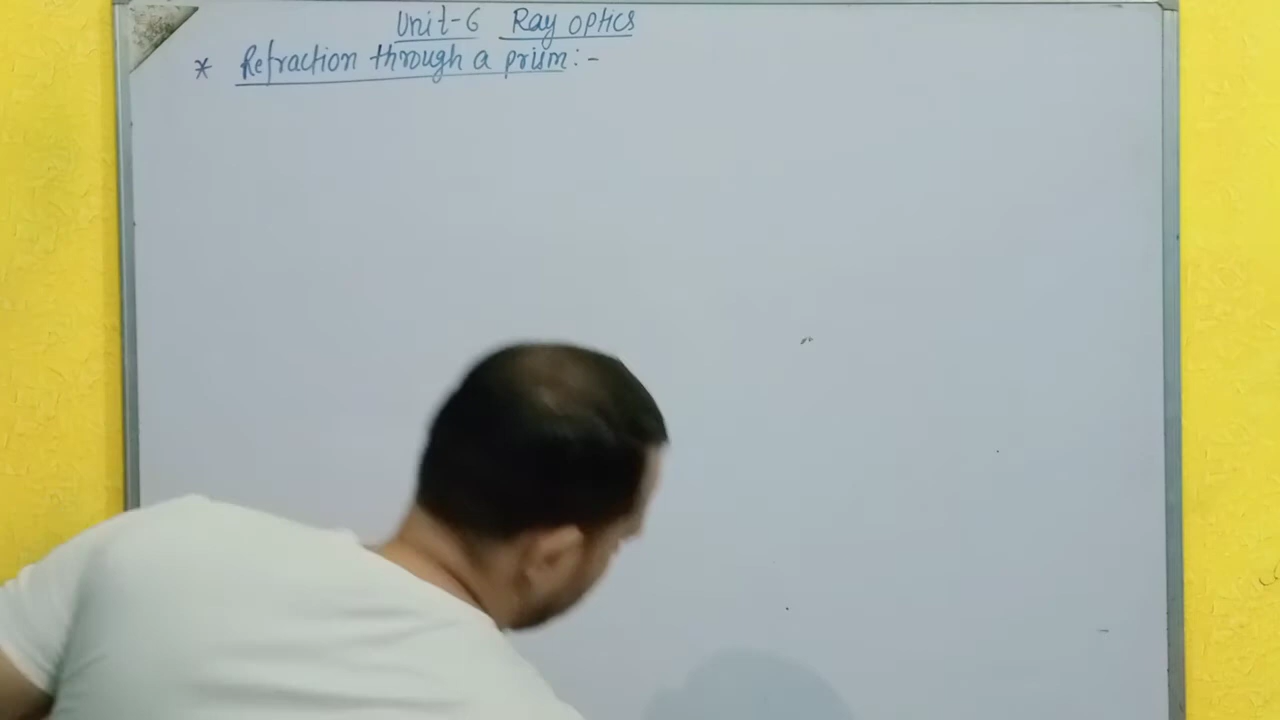 Unit-6 Ray optics
* Refraction through a prism:-